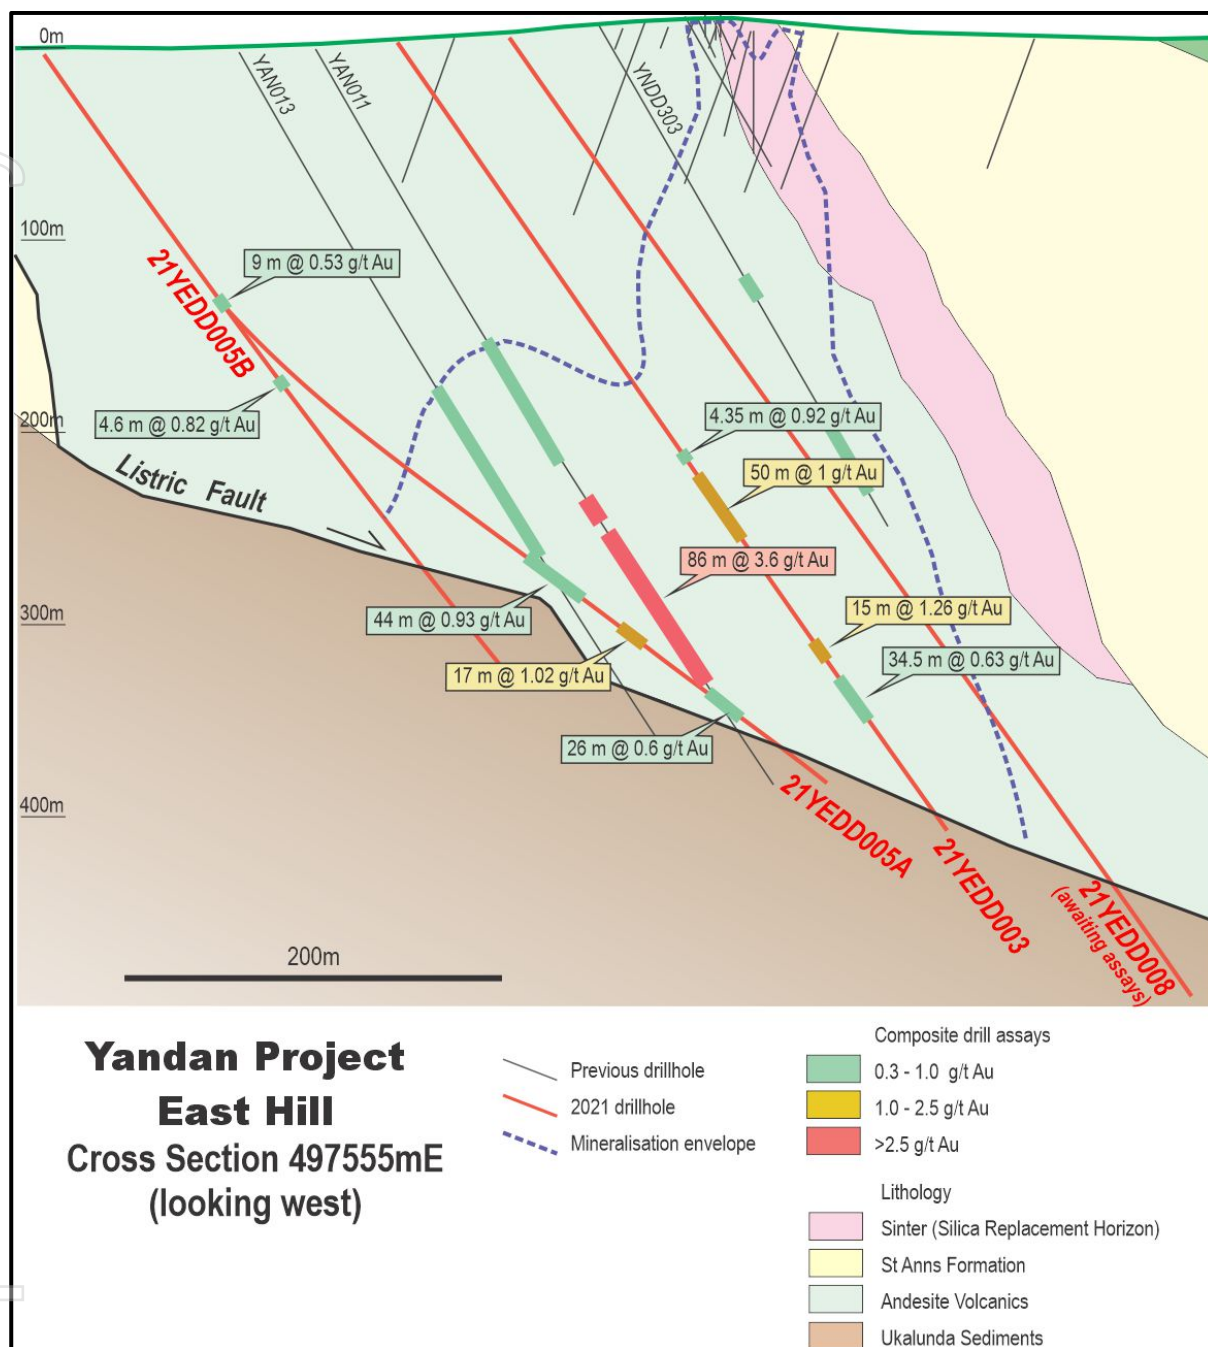 0m
YAN013
YAN011
YNDD303
100m
9 m @ 0.53 g/t Au
21YEDD005B
4.6 m @ 0.82 g/t Au
200m
4.35 m @ 0.92 g/t Au
50 m @ 1 g/t Au
Listric Fault
86 m @ 3.6 g/t Au
300m
44 m @ 0.93 g/t Au
15 m @ 1.26 g/t Au
34.5 m @ 0.63 g/t Au
17 m @ 1.02 g/t Au
26 m @ 0.6 g/t Au
400m
21YEDD005A
21YEDD003
21YEDD008
(awaiting assays)
200m
Yandan Project
East Hill
Cross Section 497555mE
(looking west)
Previous drillhole
2021 drillhole
Mineralisation envelope
Composite drill assays
0.3 - 1.0 g/t Au
1.0 - 2.5 g/t Au
>2.5 g/t Au
Lithology
Sinter (Silica Replacement Horizon)
St Anns Formation
Andesite Volcanics
Ukalunda Sediments